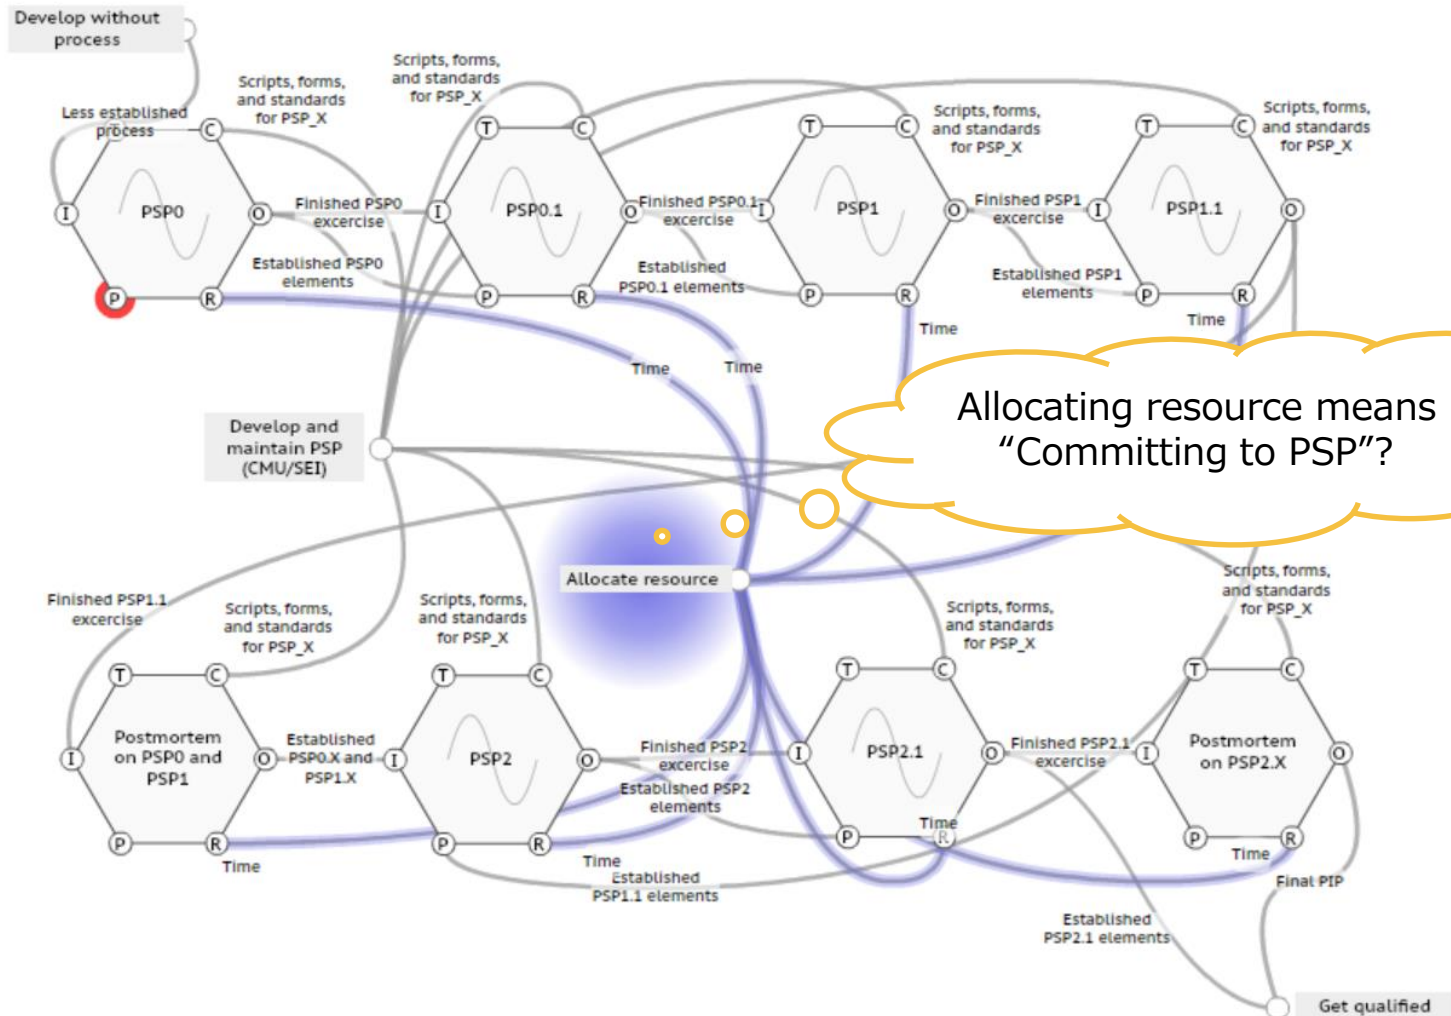 Develop without
process
Less established
process
Scripts, forms,
and standards
for PSP_X
Scripts, forms,
and standards
for PSP_X
Scripts, forms,
and standards
for PSP_X
Scripts, forms,
and standards
for PSP_X
T
C
I
PSP0
O
P
R
Finished PSP0
excercise
Established PSP0
elements
T
C
I
PSP0.1
O
P
R
Finished PSP0.1
excercise
Established
PSP0.1 elements
T
C
I
PSP1
O
P
R
Finished PSP1
excercise
Established PSP1
elements
T
C
I
PSP1.1
O
P
R
Time
Time
Time
Time
Allocating resource means
“Committing to PSP”?
Develop and
maintain PSP
(CMU/SEI)
Allocate resource
Finished PSP1.1
excercise
Scripts, forms,
and standards
for PSP_X
Scripts, forms,
and standards
for PSP_X
Scripts, forms,
and standards
for PSP_X
Scripts, forms,
and standards
for PSP_X
T
C
I
Postmortem
on PSP0 and
PSP1
O
P
R
Time
Established
PSP0.X and
PSP1.X
T
C
I
PSP2
O
P
R
Time
Finished PSP2
excercise
Established PSP2
elements
Established
PSP1.1 elements
T
C
I
PSP2.1
O
P
R
Time
Finished PSP2.1
excercise
T
C
I
Postmortem
on PSP2.X
O
P
R
Time
Final PIP
Established
PSP2.1 elements
Get qualified